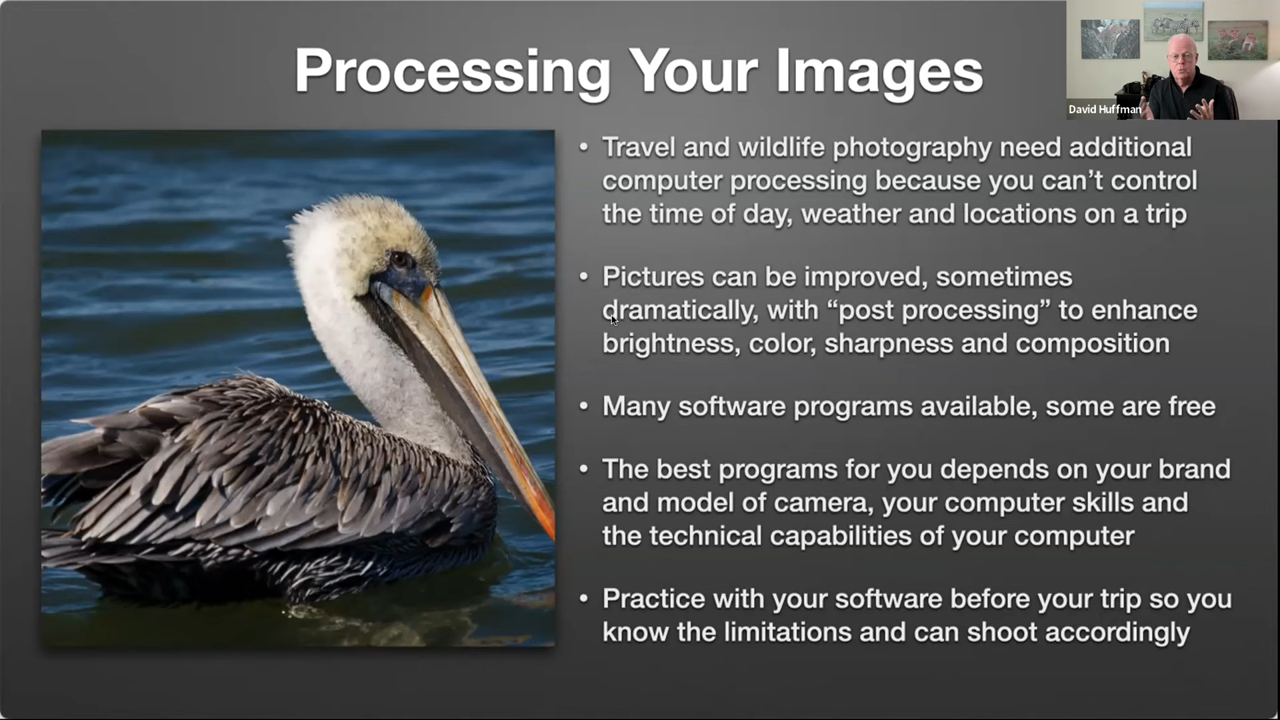 Processing Your Images
David Huffman
• Travel and wildlife photography need additional
computer processing because you can’t control
the time of day, weather and locations on a trip
• Pictures can be improved, sometimes
dramatically, with “post processing” to enhance
brightness, color, sharpness and composition
• Many software programs available, some are free
• The best programs for you depends on your brand
and model of camera, your computer skills and
the technical capabilities of your computer
• Practice with your software before your trip so you
know the limitations and can shoot accordingly